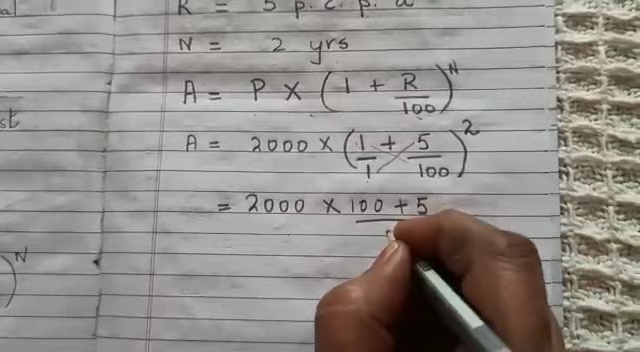 R = 5 p.c.p.a
N = 2 yrs
A = P × (1 + R/100)^N
A = 2000 × (1/1 + 5/100)^2
= 2000 × 100 + 5
)^N